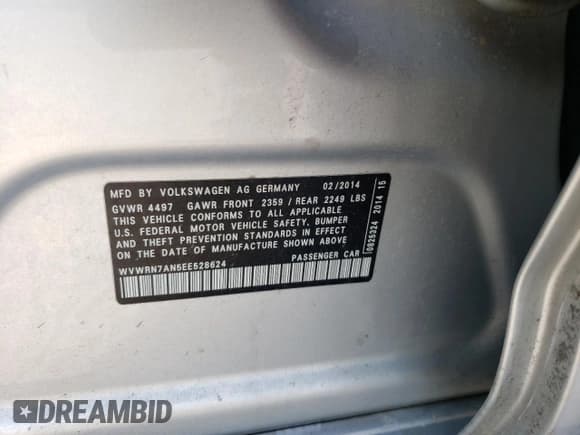 MFD BY VOLKSWAGEN AG GERMANY 02/2014
GVWR 4497 GAWR FRONT 2359 / REAR 2249 LBS
THIS VEHICLE CONFORMS TO ALL APPLICABLE
U.S. FEDERAL MOTOR VEHICLE SAFETY, BUMPER
AND THEFT PREVENTION STANDARDS IN EFFECT
ON THE DATE OF MANUFACTURE SHOWN ABOVE
WVWRN7AN5EE528624 PASSENGER CAR
0825324 2014 15
DREAMBID